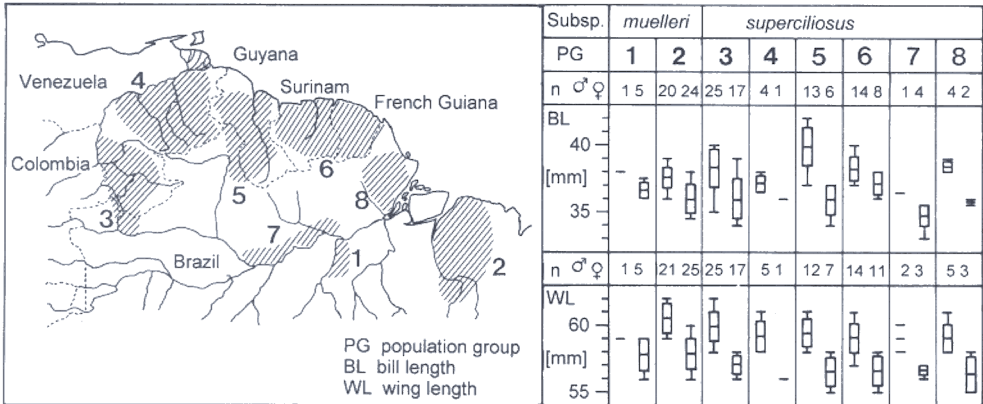 Guyana
Venezuela 4
Surinam
French Guiana
Colombia
6
5
8
3
7
1
2
Brazil
PG population group
BL bill length
WL wing length
Subsp. muelleri superciliosus
PG 1 2 3 4 5 6 7 8
n ♂ ♀ 1 5 20 24 25 17 4 1 13 6 14 8 1 4 4 2
BL
40
[mm]
35
n ♂ ♀ 1 5 21 25 25 17 5 1 12 7 14 11 2 3 5 3
WL
60
[mm]
55